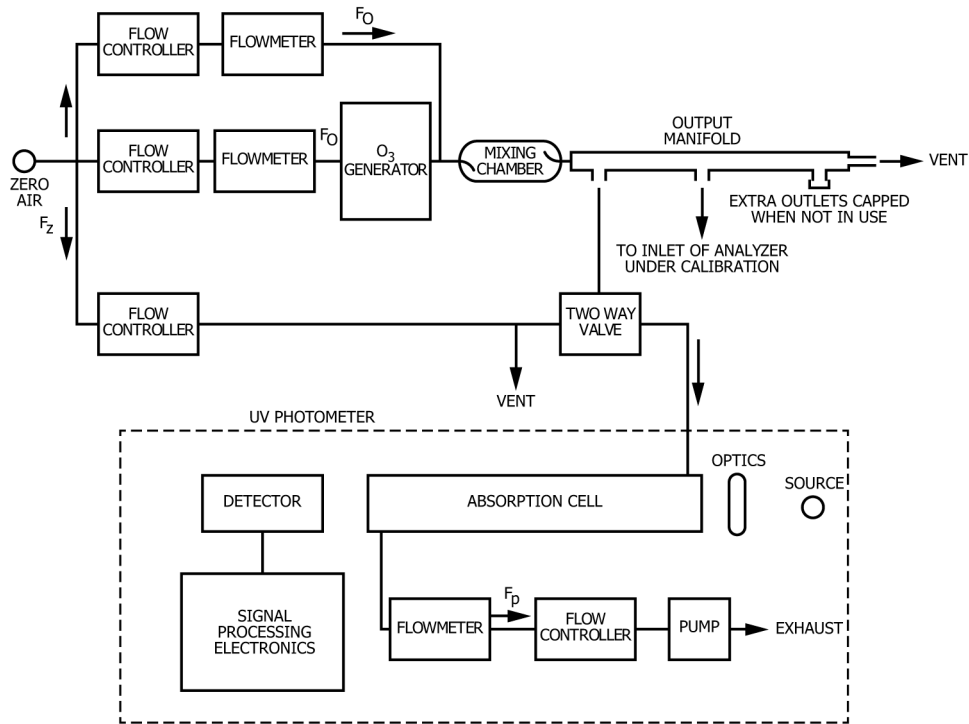 FLOW
CONTROLLER
FLOWMETER
FO
ZERO
AIR
FLOW
CONTROLLER
FLOWMETER
FO
O3
GENERATOR
MIXING
CHAMBER
OUTPUT
MANIFOLD
VENT
EXTRA OUTLETS CAPPED
WHEN NOT IN USE
TO INLET OF ANALYZER
UNDER CALIBRATION
Fz
FLOW
CONTROLLER
TWO WAY
VALVE
VENT
UV PHOTOMETER
DETECTOR
ABSORPTION CELL
OPTICS
SOURCE
SIGNAL
PROCESSING
ELECTRONICS
FLOWMETER
Fp
FLOW
CONTROLLER
PUMP
EXHAUST